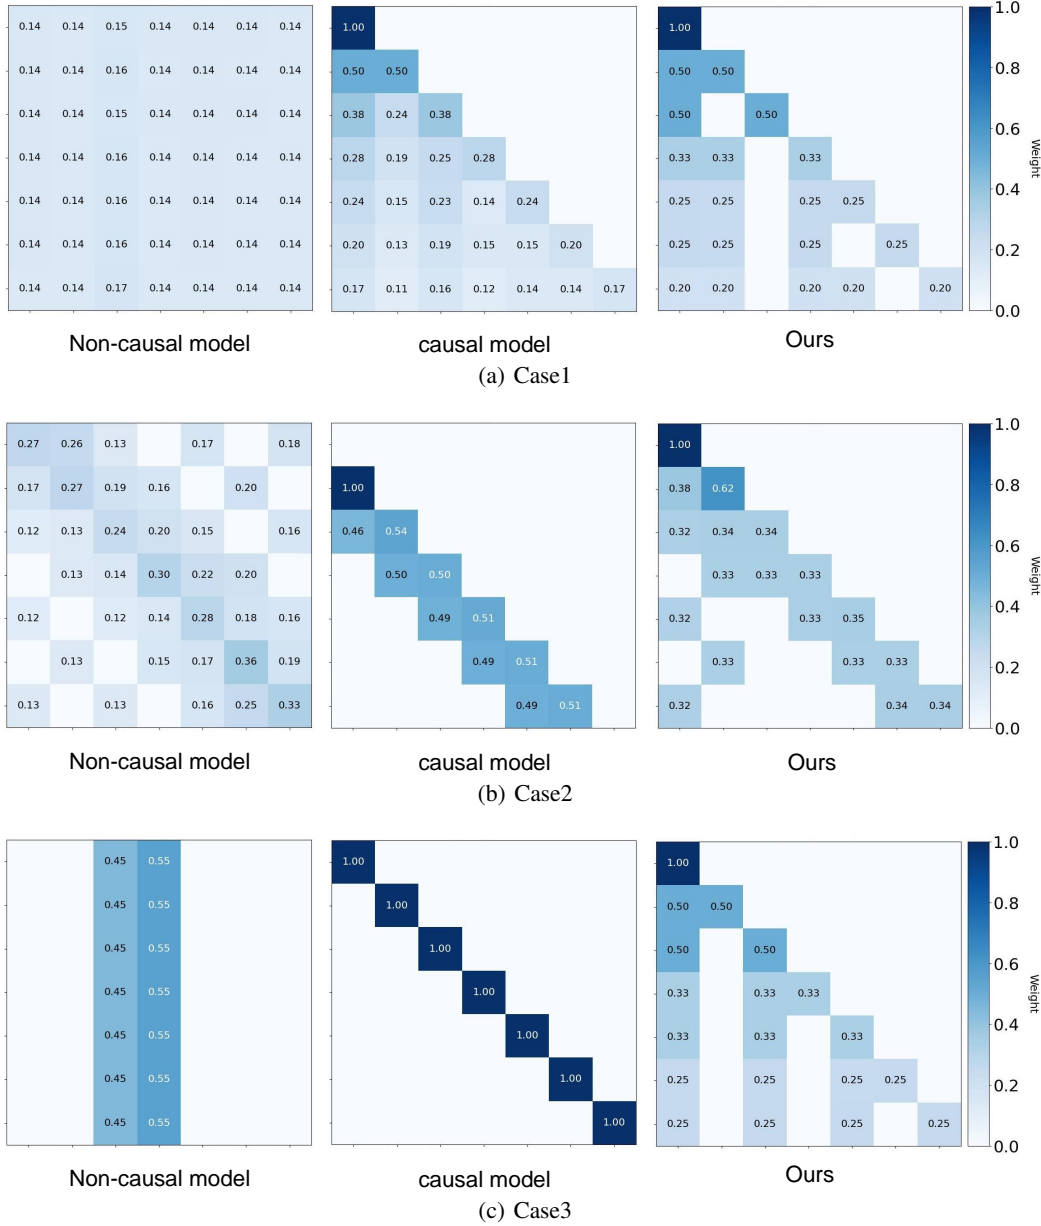 0.14 0.14 0.15 0.14 0.14 0.14 0.14
0.14 0.14 0.16 0.14 0.14 0.14 0.14
0.14 0.14 0.15 0.14 0.14 0.14 0.14
0.14 0.14 0.16 0.14 0.14 0.14 0.14
0.14 0.14 0.16 0.14 0.14 0.14 0.14
0.14 0.14 0.16 0.14 0.14 0.14 0.14
0.14 0.14 0.17 0.14 0.14 0.14 0.14
Non-causal model
1.00
0.50 0.50
0.38 0.24 0.38
0.28 0.19 0.25 0.28
0.24 0.15 0.23 0.14 0.24
0.20 0.13 0.19 0.15 0.15 0.20
0.17 0.11 0.16 0.12 0.14 0.14 0.17
causal model
1.00
0.50 0.50
0.50 0.50
0.33 0.33 0.33
0.25 0.25 0.25 0.25
0.25 0.25 0.25 0.25
0.20 0.20 0.20 0.20 0.20
Ours
1.0
0.8
0.6
0.4
0.2
0.0
Weight
(a) Case1
0.27 0.26 0.13 0.17 0.18
0.17 0.27 0.19 0.16 0.20
0.12 0.13 0.24 0.20 0.15 0.16
0.13 0.14 0.30 0.22 0.20
0.12 0.12 0.14 0.28 0.18 0.16
0.13 0.15 0.17 0.36 0.19
0.13 0.13 0.16 0.25 0.33
Non-causal model
1.00
0.46 0.54
0.50 0.50
0.49 0.51
0.49 0.51
0.49 0.51
causal model
1.00
0.38 0.62
0.32 0.34 0.34
0.33 0.33 0.33
0.32 0.33 0.35
0.33 0.33 0.33
0.32 0.34 0.34
Ours
1.0
0.8
0.6
0.4
0.2
0.0
Weight
(b) Case2
0.45 0.55
0.45 0.55
0.45 0.55
0.45 0.55
0.45 0.55
0.45 0.55
0.45 0.55
Non-causal model
1.00
1.00
1.00
1.00
1.00
1.00
1.00
causal model
1.00
0.50 0.50
0.50 0.50
0.33 0.33 0.33
0.33 0.33 0.33
0.25 0.25 0.25 0.25
0.25 0.25 0.25 0.25
Ours
1.0
0.8
0.6
0.4
0.2
0.0
Weight
(c) Case3